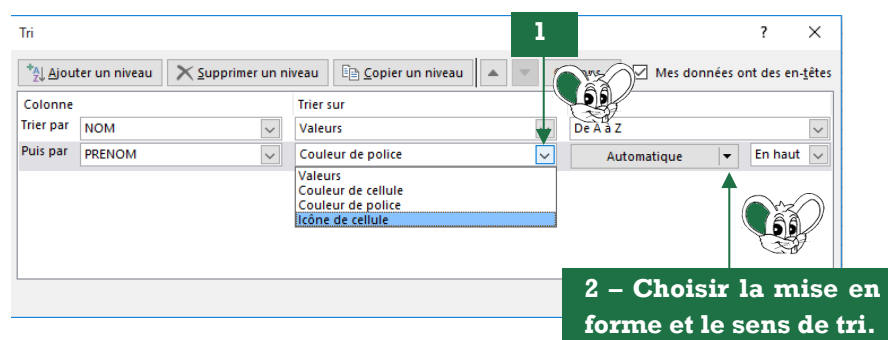 Tri
1
?
Ajouter un niveau Supprimer un niveau Copier un niveau Mes données ont des en-têtes
Colonne Trier sur
Trier par NOM Valeurs De A à Z
Puis par PRENOM Couleur de police Automatique En haut
Valeurs
Couleur de cellule
Couleur de police
Icône de cellule
2 – Choisir la mise en
forme et le sens de tri.